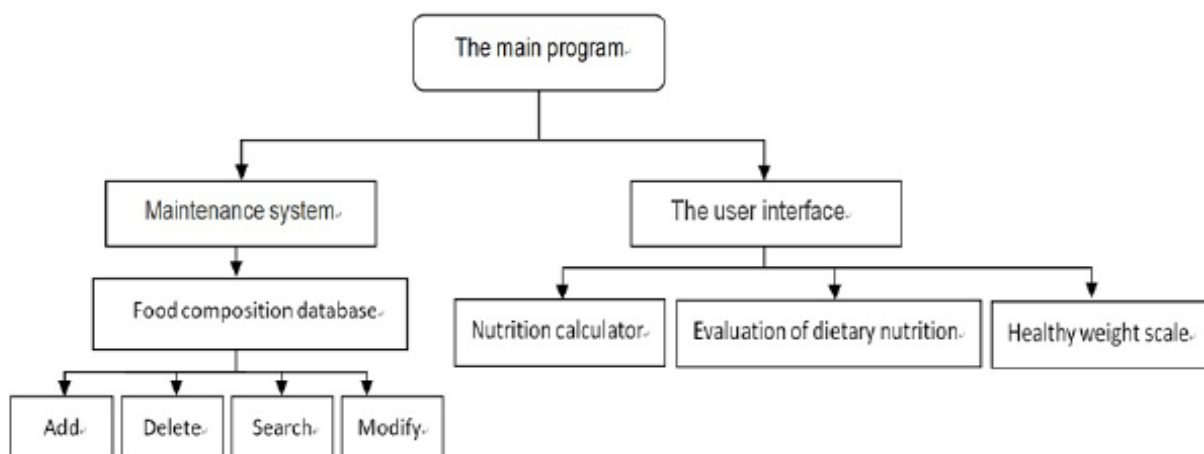 The main program
Maintenance system
The user interface
Food composition database
Nutrition calculator
Evaluation of dietary nutrition
Healthy weight scale
Add
Delete
Search
Modify